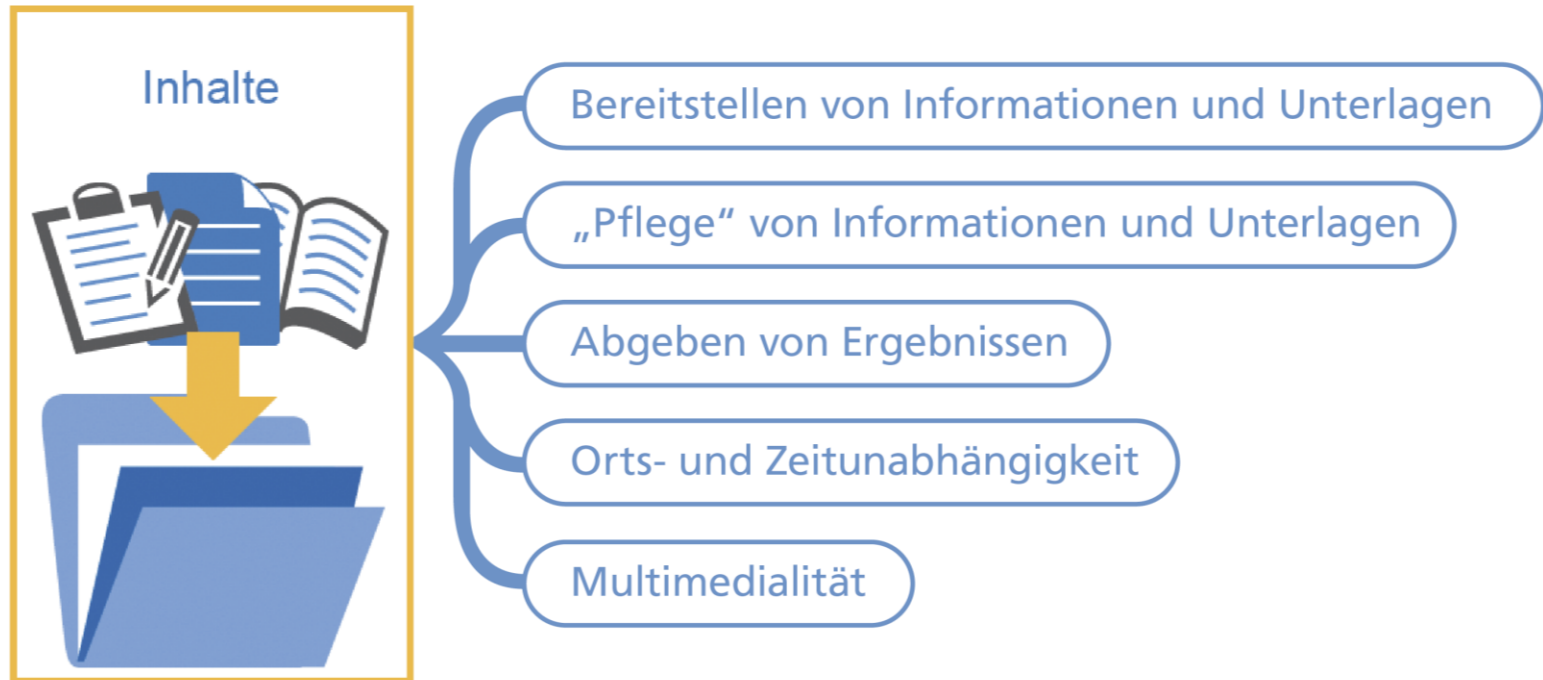 Inhalte
Bereitstellen von Informationen und Unterlagen
„Pflege“ von Informationen und Unterlagen
Abgeben von Ergebnissen
Orts- und Zeitunabhängigkeit
Multimedialität